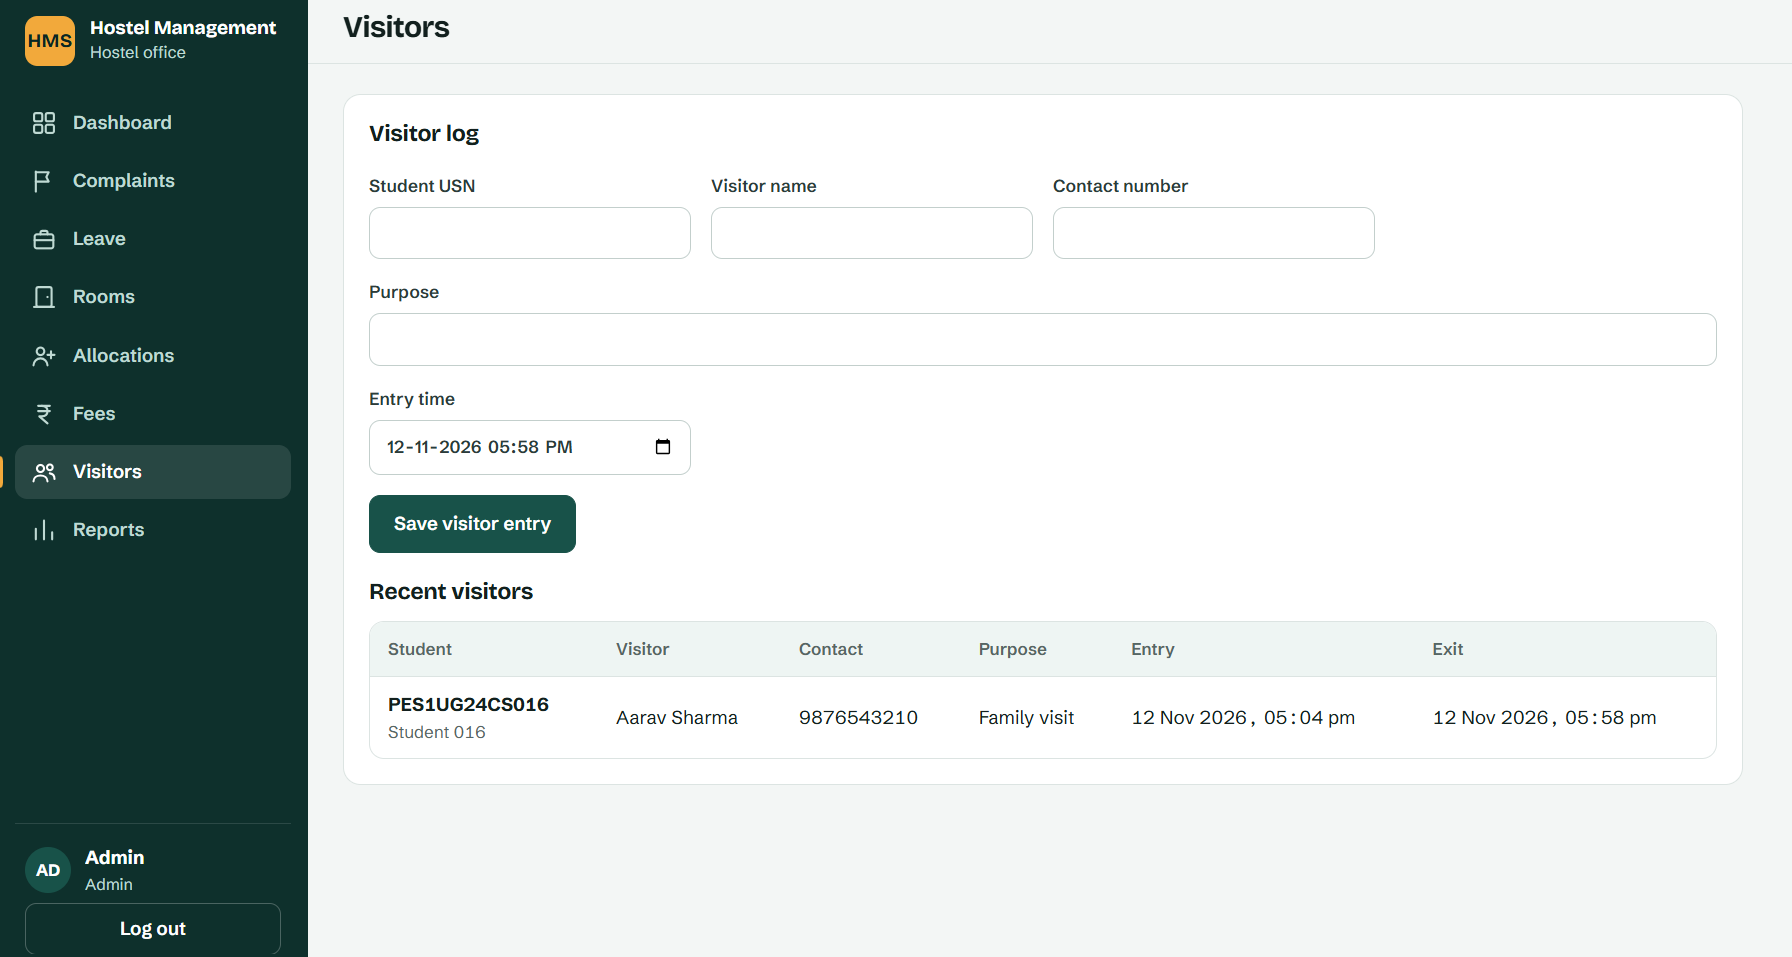 HMS
Hostel Management
Hostel office
Dashboard
Complaints
Leave
Rooms
Allocations
Fees
Visitors
Reports
AD
Admin
Admin
Log out
Visitors
Visitor log
Student USN
Visitor name
Contact number
Purpose
Entry time
12-11-2026 05:58 PM
Save visitor entry
Recent visitors
Student Visitor Contact Purpose Entry Exit
PES1UG24CS016
Student 016
Aarav Sharma 9876543210 Family visit 12 Nov 2026, 05:04 pm 12 Nov 2026, 05:58 pm